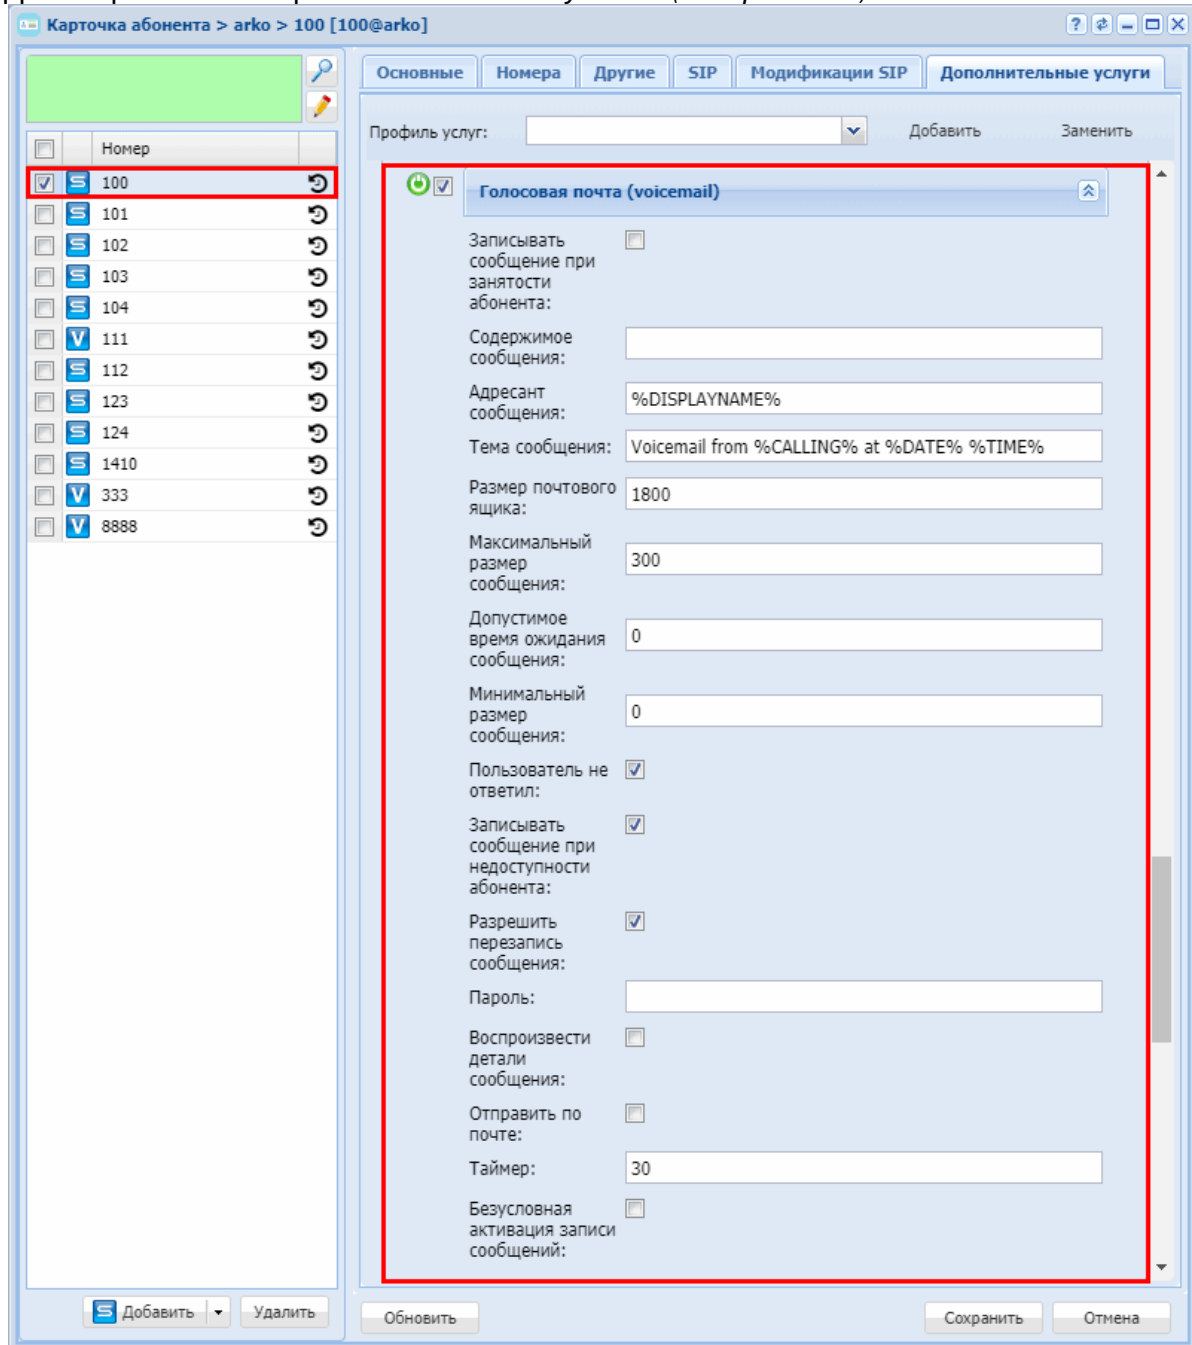 Карточка абонента > arko > 100 [100@arko]
Основные Номера Другие SIP Модификации SIP Дополнительные услуги
Профиль услуг: Добавить Заменить
Номер
100
101
102
103
104
111
112
123
124
1410
333
8888
Голосовая почта (voicemail)
Записывать
сообщение при
занятости
абонента:
Содержимое
сообщения:
Адресант
сообщения:
%DISPLAYNAME%
Тема сообщения: Voicemail from %CALLING% at %DATE% %TIME%
Размер почтового
ящика:
1800
Максимальный
размер
сообщения:
300
Допустимое
время ожидания
сообщения:
0
Минимальный
размер
сообщения:
0
Пользователь не
ответил:
Записывать
сообщение при
недоступности
абонента:
Разрешить
перезапись
сообщения:
Пароль:
Воспроизвести
детали
сообщения:
Отправить по
почте:
Таймер: 30
Безусловная
активация записи
сообщений:
Добавить Удалить
Обновить Сохранить Отмена